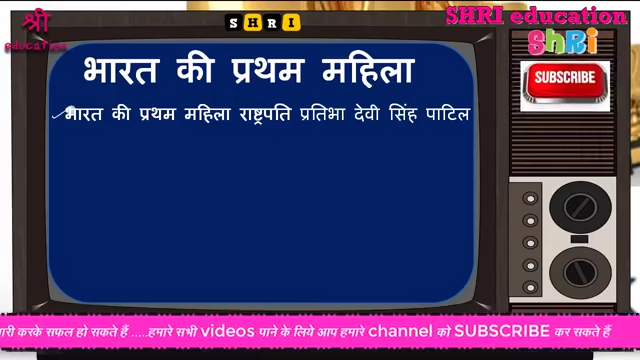 श्री
education
SHRI
SHRI education
ShRi
SUBSCRIBE
भारत की प्रथम महिला
भारत की प्रथम महिला राष्ट्रपति प्रतिभा देवी सिंह पाटिल
करके सफल हो सकते हैं .....हमारे सभी videos पाने के लिये आप हमारे channel को SUBSCRIBE कर सकते हैं